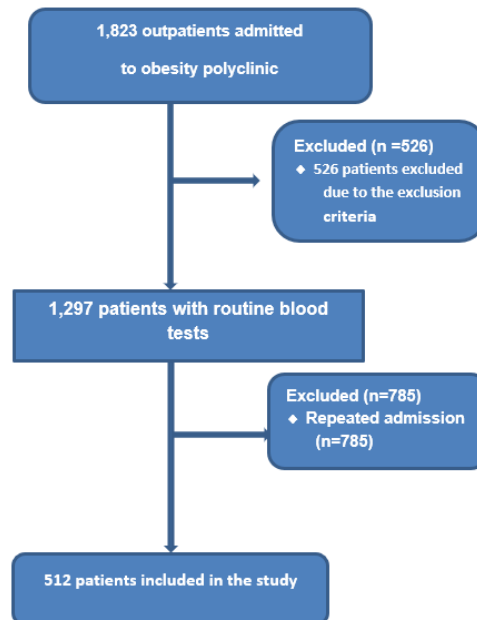 1,823 outpatients admitted
to obesity polyclinic
Excluded (n =526)
◆ 526 patients excluded
due to the exclusion
criteria
1,297 patients with routine blood
tests
Excluded (n=785)
◆ Repeated admission
(n=785)
512 patients included in the study